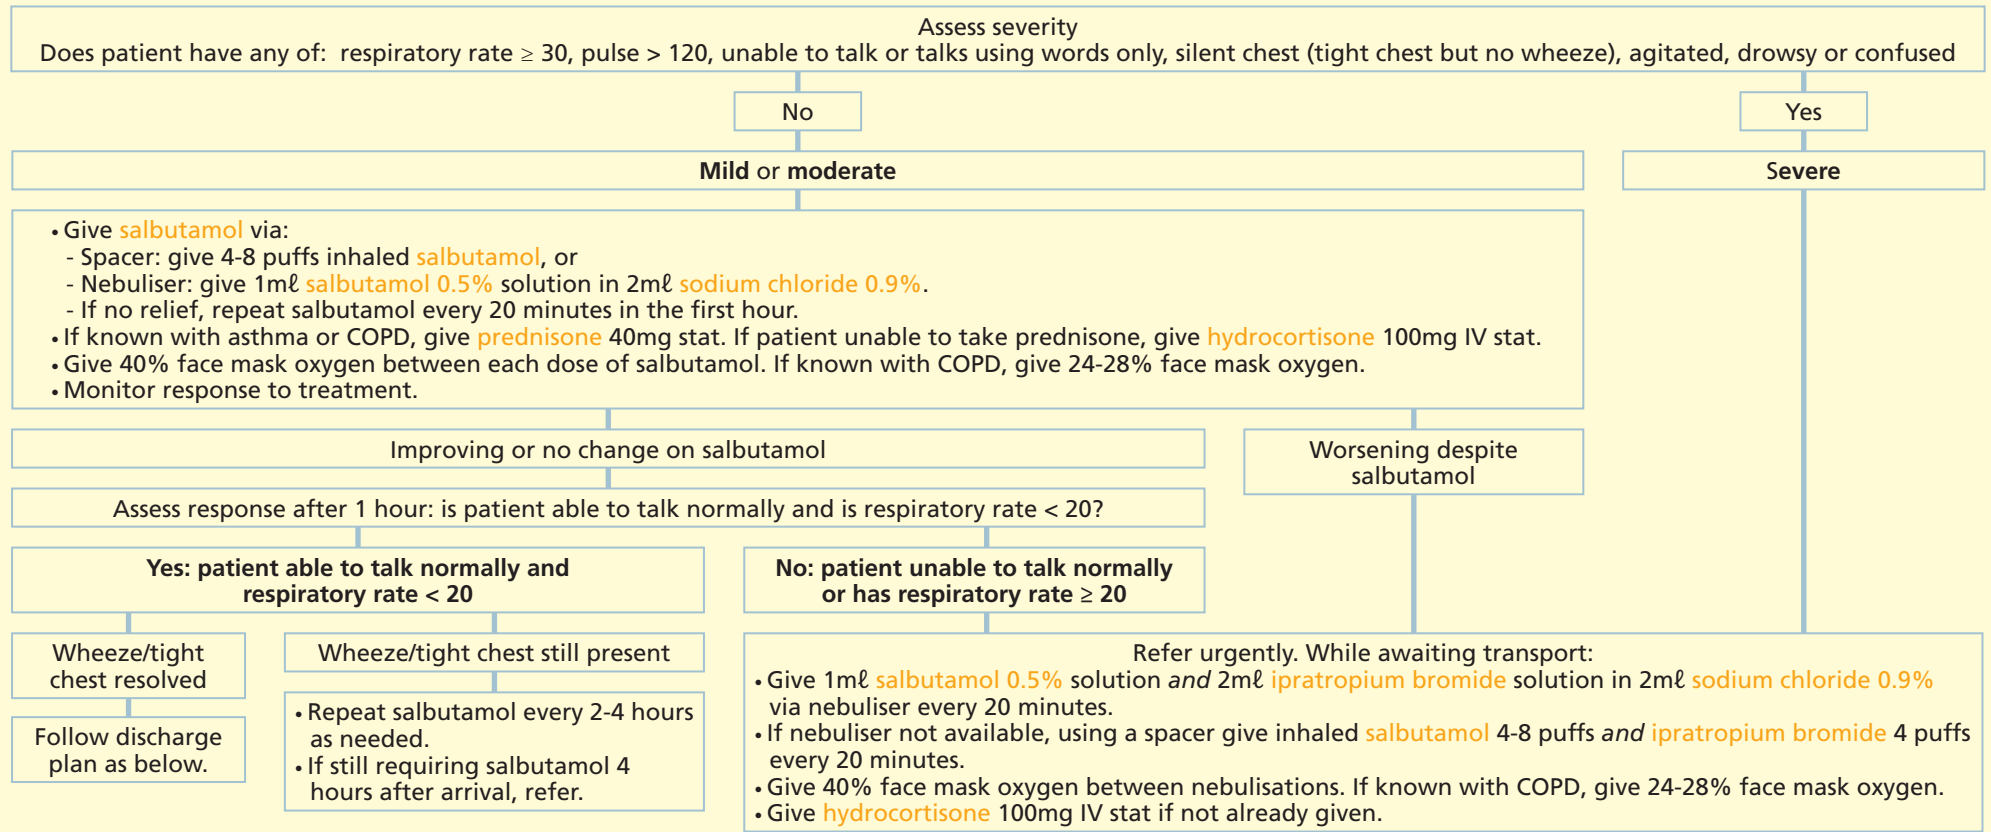 Assess severity
Does patient have any of: respiratory rate ≥ 30, pulse > 120, unable to talk or talks using words only, silent chest (tight chest but no wheeze), agitated, drowsy or confused
No
Yes
Mild or moderate
Severe
• Give salbutamol via:
- Spacer: give 4-8 puffs inhaled salbutamol, or
- Nebuliser: give 1mℓ salbutamol 0.5% solution in 2mℓ sodium chloride 0.9%.
- If no relief, repeat salbutamol every 20 minutes in the first hour.
• If known with asthma or COPD, give prednisone 40mg stat. If patient unable to take prednisone, give hydrocortisone 100mg IV stat.
• Give 40% face mask oxygen between each dose of salbutamol. If known with COPD, give 24-28% face mask oxygen.
• Monitor response to treatment.
Improving or no change on salbutamol
Worsening despite
salbutamol
Assess response after 1 hour: is patient able to talk normally and is respiratory rate < 20?
Yes: patient able to talk normally and
respiratory rate < 20
No: patient unable to talk normally
or has respiratory rate ≥ 20
Wheeze/tight
chest resolved
Follow discharge
plan as below.
Wheeze/tight chest still present
• Repeat salbutamol every 2-4 hours
as needed.
• If still requiring salbutamol 4
hours after arrival, refer.
Refer urgently. While awaiting transport:
• Give 1mℓ salbutamol 0.5% solution and 2mℓ ipratropium bromide solution in 2mℓ sodium chloride 0.9%
via nebuliser every 20 minutes.
• If nebuliser not available, using a spacer give inhaled salbutamol 4-8 puffs and ipratropium bromide 4 puffs
every 20 minutes.
• Give 40% face mask oxygen between nebulisations. If known with COPD, give 24-28% face mask oxygen.
• Give hydrocortisone 100mg IV stat if not already given.